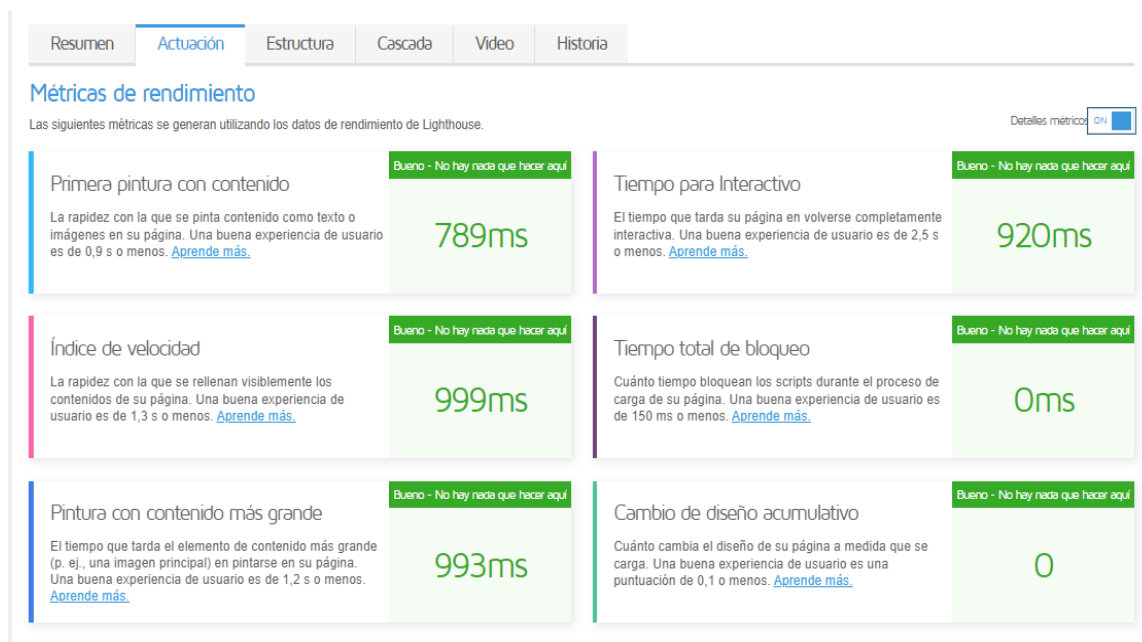 Resumen Actuación Estructura Cascada Video Historia
Métricas de rendimiento
Las siguientes métricas se generan utilizando los datos de rendimiento de Lighthouse.
Detalles métricos ON
Primera pintura con contenido
La rapidez con la que se pinta contenido como texto o
imágenes en su página. Una buena experiencia de usuario
es de 0,9 s o menos. Aprende más.
Bueno - No hay nada que hacer aquí
789ms
Tiempo para Interactivo
El tiempo que tarda su página en volverse completamente
interactiva. Una buena experiencia de usuario es de 2,5 s
o menos. Aprende más.
Bueno - No hay nada que hacer aquí
920ms
Índice de velocidad
La rapidez con la que se rellenan visiblemente los
contenidos de su página. Una buena experiencia de
usuario es de 1,3 s o menos. Aprende más.
Bueno - No hay nada que hacer aquí
999ms
Tiempo total de bloqueo
Cuánto tiempo bloquean los scripts durante el proceso de
carga de su página. Una buena experiencia de usuario es
de 150 ms o menos. Aprende más.
Bueno - No hay nada que hacer aquí
0ms
Pintura con contenido más grande
El tiempo que tarda el elemento de contenido más grande
(p. ej., una imagen principal) en pintarse en su página.
Una buena experiencia de usuario es de 1,2 s o menos.
Aprende más.
Bueno - No hay nada que hacer aquí
993ms
Cambio de diseño acumulativo
Cuánto cambia el diseño de su página a medida que se
carga. Una buena experiencia de usuario es una
puntuación de 0,1 o menos. Aprende más.
Bueno - No hay nada que hacer aquí
0